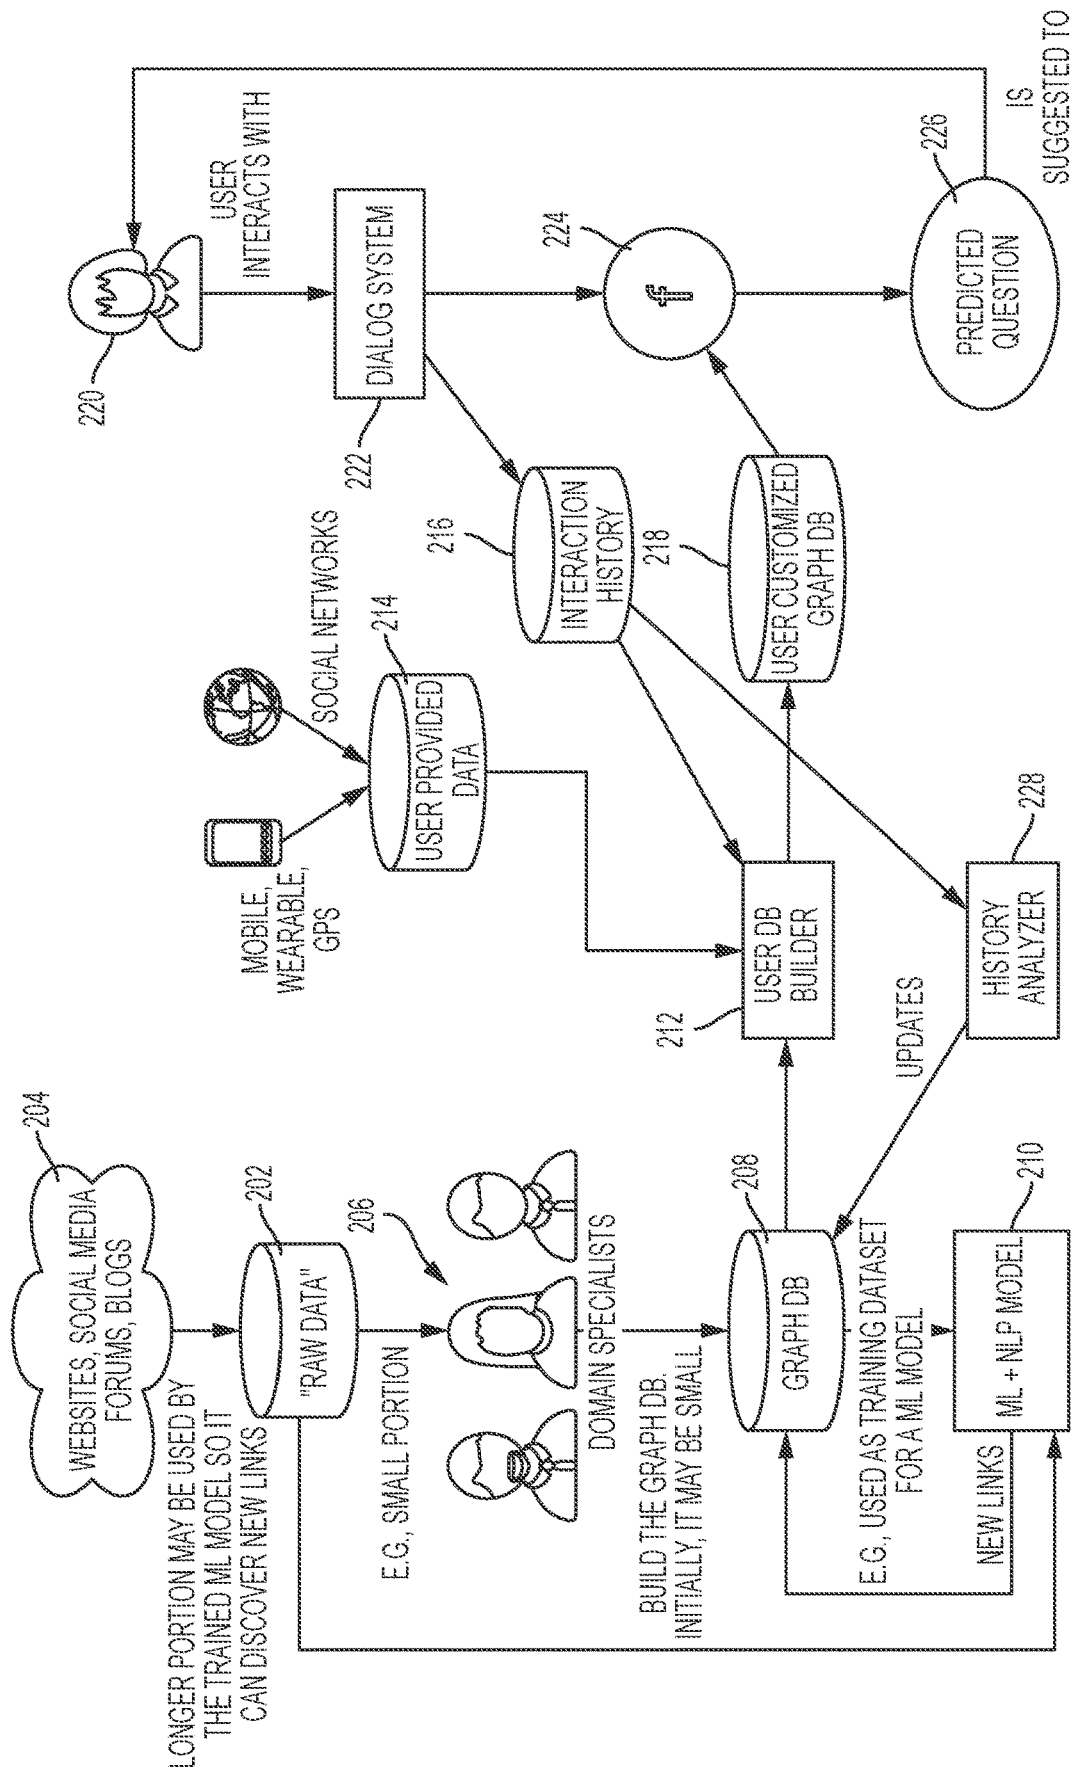 204
WEBSITES, SOCIAL MEDIA
FORUMS, BLOGS
LONGER PORTION MAY BE USED BY
THE TRAINED ML MODEL SO IT
CAN DISCOVER NEW LINKS
202
"RAW DATA"
E.G., SMALL PORTION
206
DOMAIN SPECIALISTS
BUILD THE GRAPH DB.
INITIALLY, IT MAY BE SMALL
208
GRAPH DB
E.G., USED AS TRAINING DATASET
FOR A ML MODEL
NEW LINKS
210
ML + NLP MODEL
MOBILE,
WEARABLE,
GPS
SOCIAL NETWORKS
214
USER PROVIDED
DATA
212
USER DB
BUILDER
UPDATES
228
HISTORY
ANALYZER
216
INTERACTION
HISTORY
218
USER CUSTOMIZED
GRAPH DB
220
USER
INTERACTS WITH
222
DIALOG SYSTEM
224
f
226
PREDICTED
QUESTION
IS
SUGGESTED TO